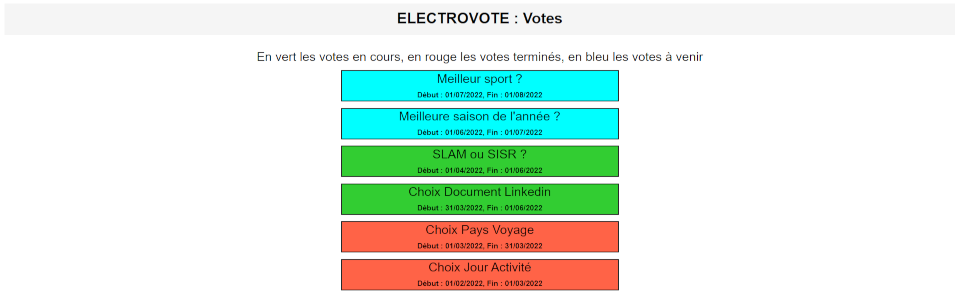 ELECTROVOTE : Votes
En vert les votes en cours, en rouge les votes terminés, en bleu les votes à venir
Meilleur sport ?
Début : 01/07/2022, Fin : 01/08/2022
Meilleure saison de l'année ?
Début : 01/06/2022, Fin : 01/07/2022
SLAM ou SISR ?
Début : 01/04/2022, Fin : 01/06/2022
Choix Document Linkedin
Début : 31/03/2022, Fin : 01/06/2022
Choix Pays Voyage
Début : 01/03/2022, Fin : 31/03/2022
Choix Jour Activité
Début : 01/02/2022, Fin : 01/03/2022